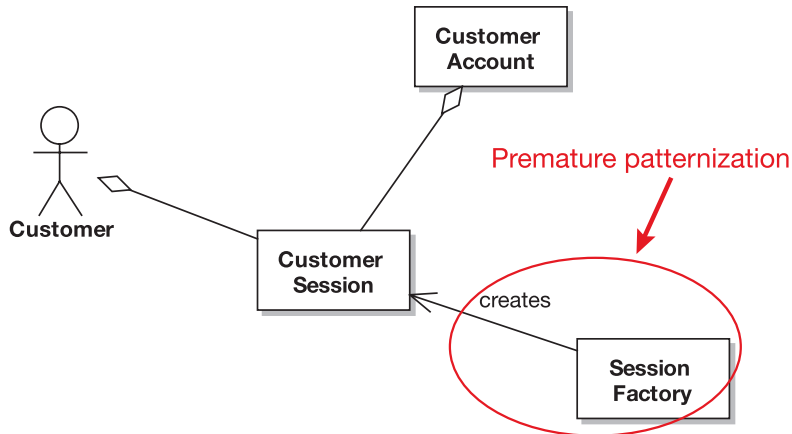 Customer
Account
Premature patternization
Customer
Customer
Session
creates
Session
Factory